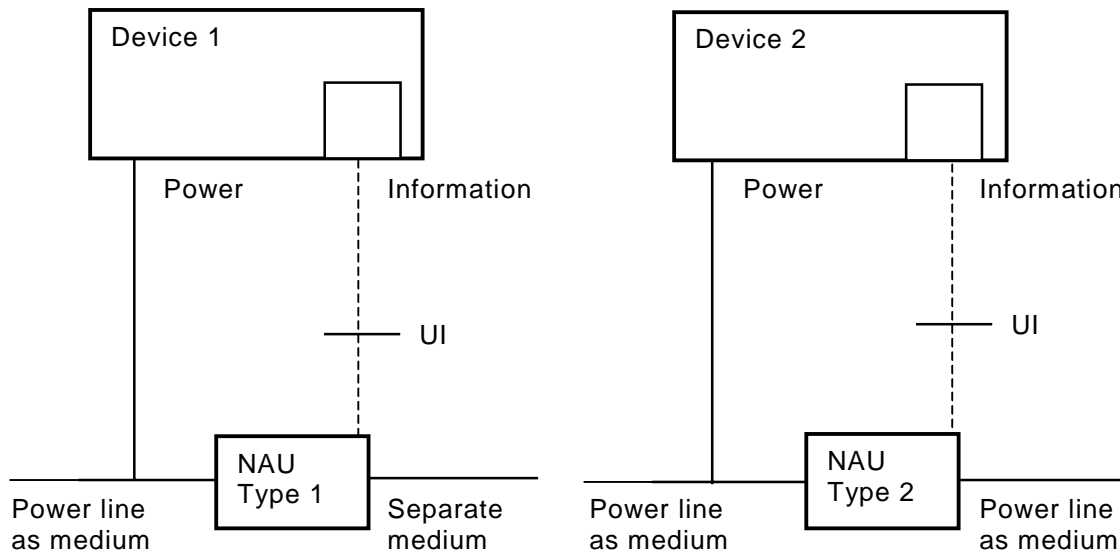 Device 1
Power
Information
UI
NAU
Type 1
Power line
as medium
Separate
medium
Device 2
Power
Information
UI
NAU
Type 2
Power line
as medium
Power line
as medium